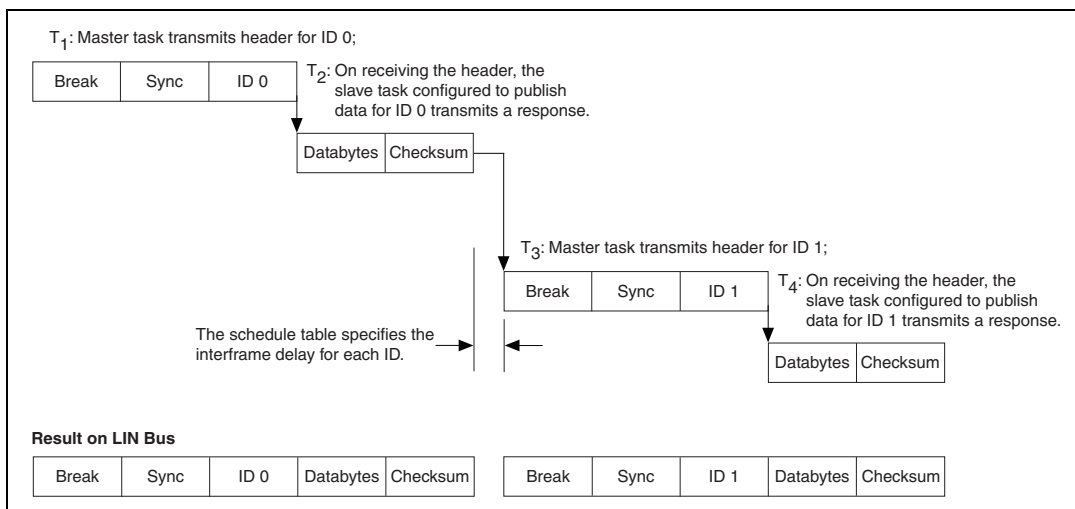 T1: Master task transmits header for ID 0;
Break Sync ID 0
T2: On receiving the header, the
slave task configured to publish
data for ID 0 transmits a response.
Databytes Checksum
T3: Master task transmits header for ID 1;
Break Sync ID 1
T4: On receiving the header, the
slave task configured to publish
data for ID 1 transmits a response.
The schedule table specifies the
interframe delay for each ID.
Databytes Checksum
Result on LIN Bus
Break Sync ID 0 Databytes Checksum Break Sync ID 1 Databytes Checksum